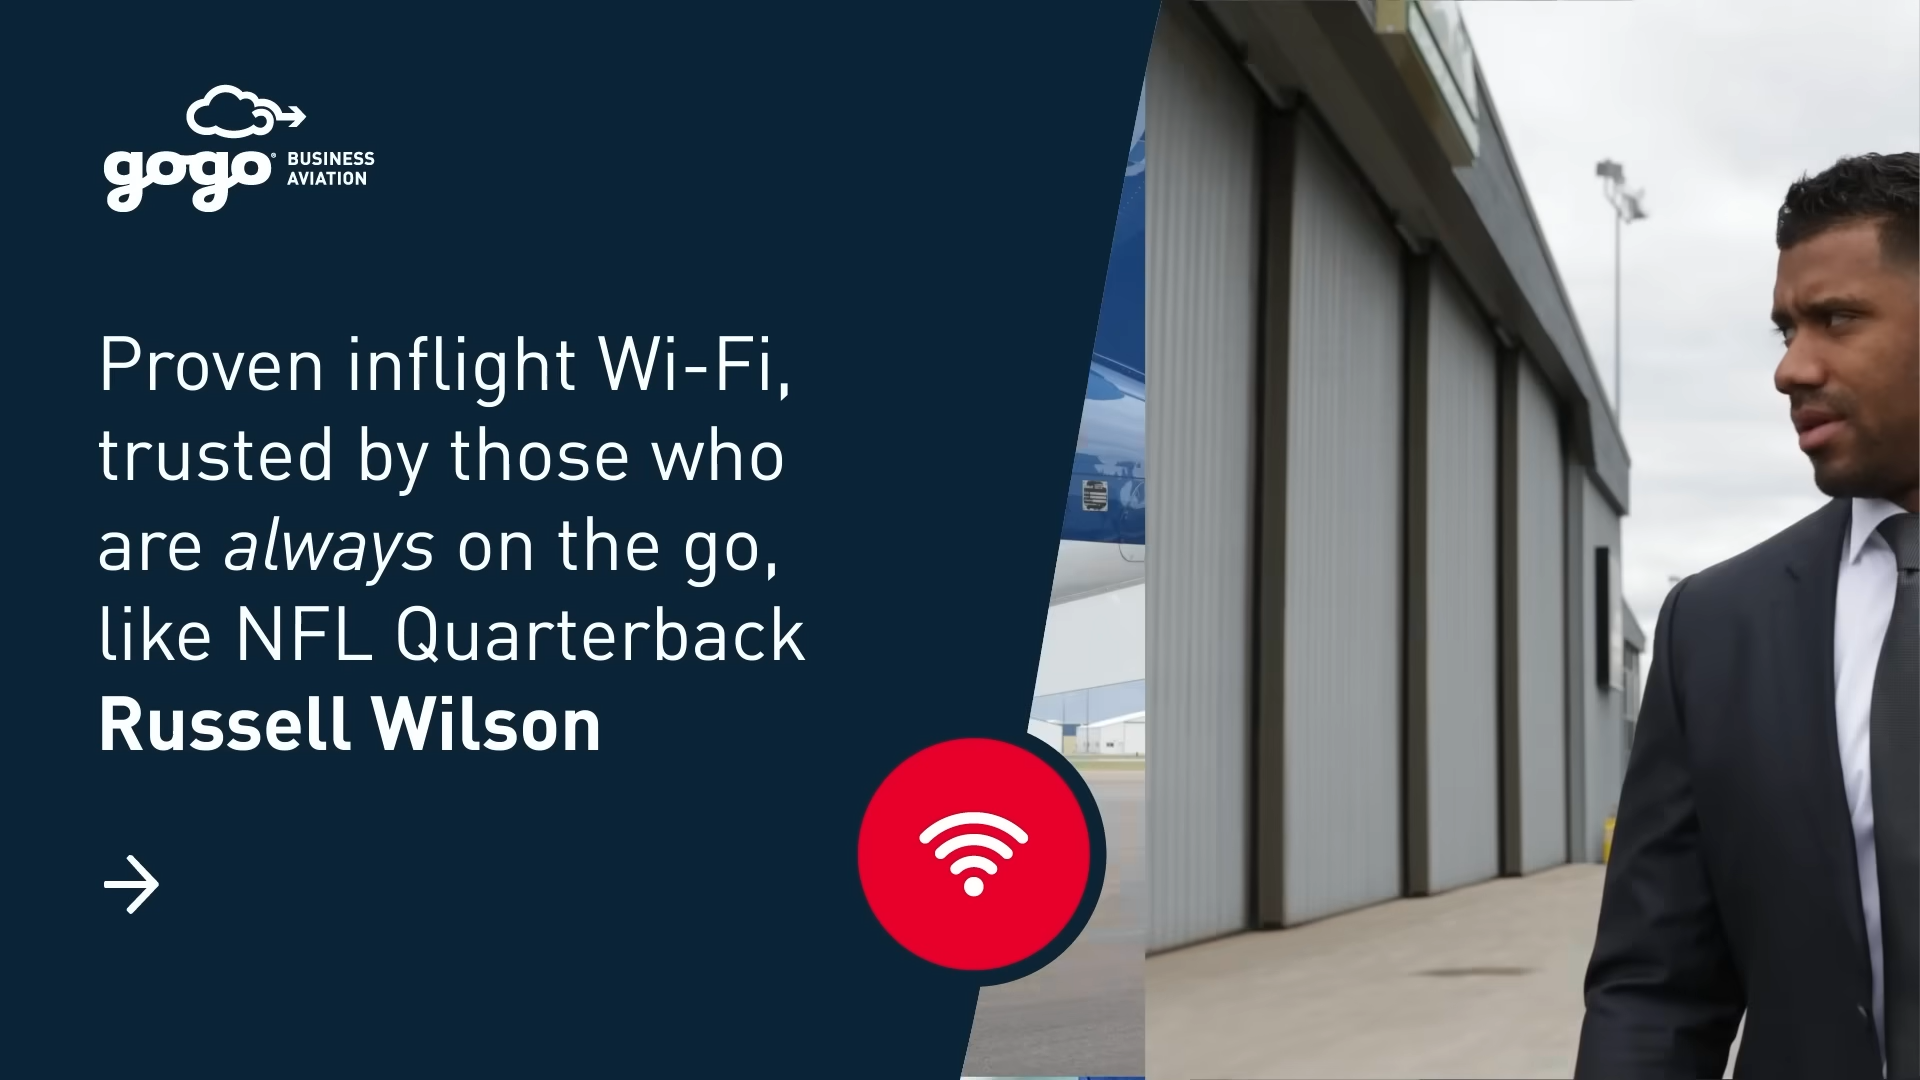 gogo® BUSINESS
AVIATION
Proven inflight Wi-Fi,
trusted by those who
are always on the go,
like NFL Quarterback
Russell Wilson